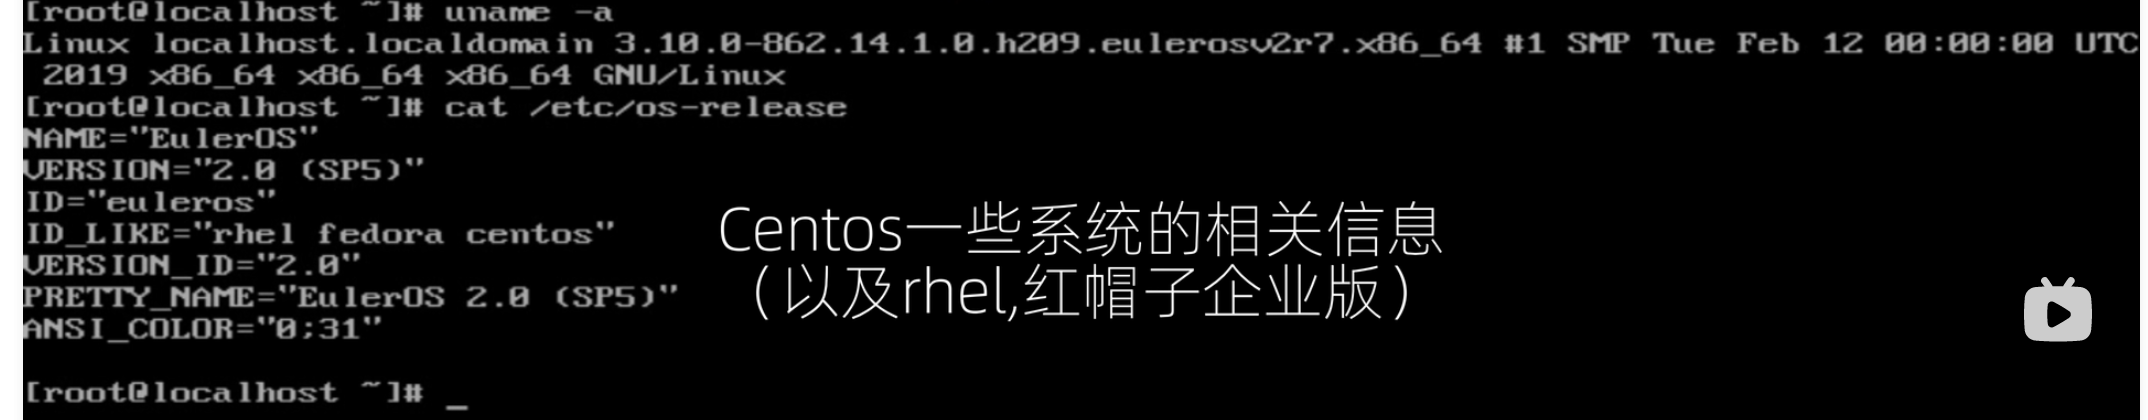 [root@localhost ~]# uname -a
Linux localhost.localdomain 3.10.0-862.14.1.0.h209.eulerosv2r7.x86_64 #1 SMP Tue Feb 12 00:00:00 UTC
2019 x86_64 x86_64 x86_64 GNU/Linux
[root@localhost ~]# cat /etc/os-release
NAME="EulerOS"
VERSION="2.0 (SP5)"
ID="euleros"
ID_LIKE="rhel fedora centos"
VERSION_ID="2.0"
PRETTY_NAME="EulerOS 2.0 (SP5)"
ANSI_COLOR="0;31"
[root@localhost ~]# _
Centos一些系统的相关信息
（以及rhel,红帽子企业版）